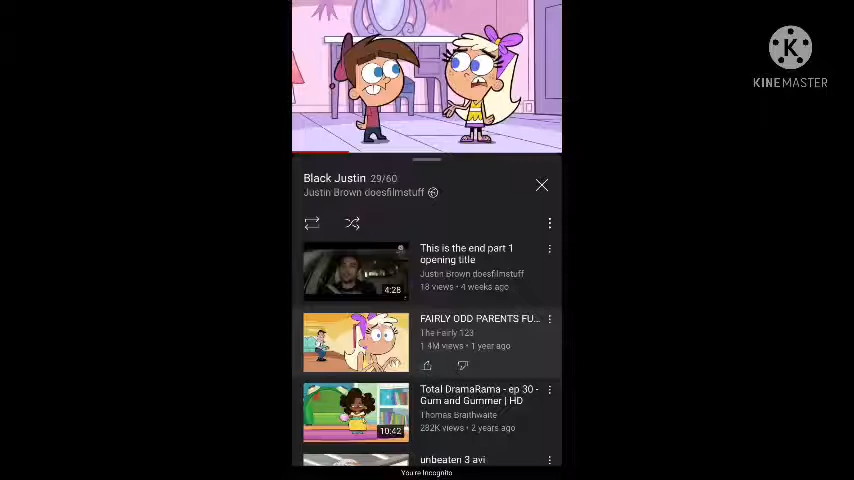 K
KINEMASTER
Black Justin 29/60
Justin Brown doesfilmstuff
This is the end part 1
opening title
Justin Brown doesfilmstuff
18 views • 4 weeks ago
4:28
FAIRLY ODD PARENTS FU...
The Fairly 123
1.4M views • 1 year ago
Total DramaRama - ep 30 -
Gum and Gummer | HD
Thomas Braithwaite
282K views • 2 years ago
10:42
unbeaten 3 avi
You're Incognito